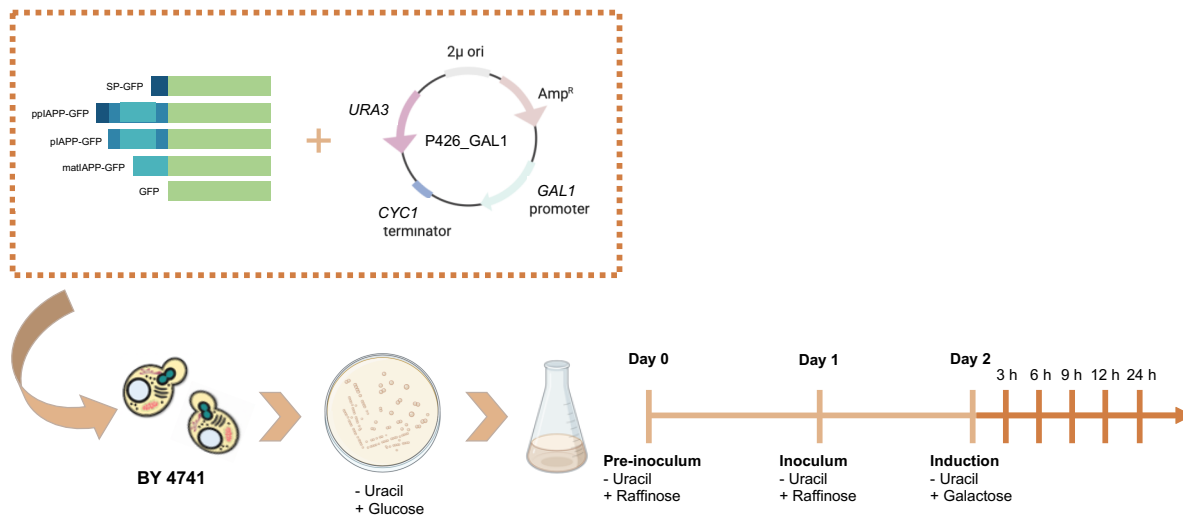 SP-GFP
ppIAPP-GFP
pIAPP-GFP
matIAPP-GFP
GFP
+
2µ ori
AmpR
URA3
P426_GAL1
GAL1
promoter
CYC1
terminator
BY 4741
- Uracil
+ Glucose
Day 0
Day 1
Day 2
3 h 6 h 9 h 12 h 24 h
Pre-inoculum
- Uracil
+ Raffinose
Inoculum
- Uracil
+ Raffinose
Induction
- Uracil
+ Galactose